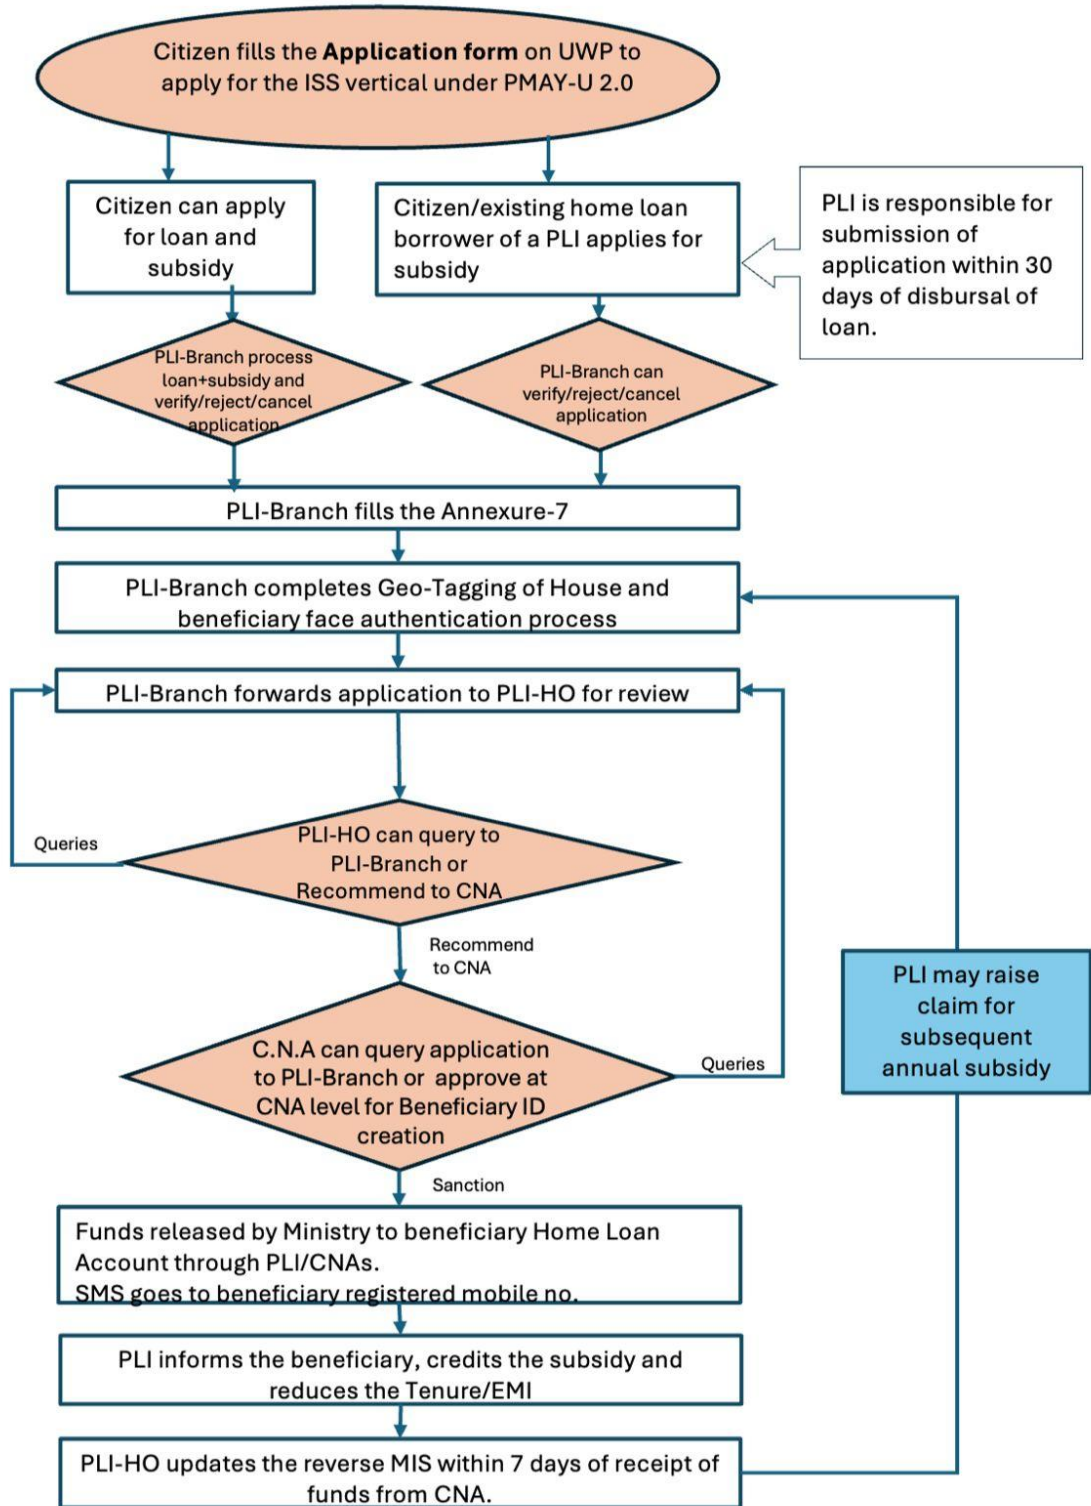 Citizen fills the Application form on UWP to
apply for the ISS vertical under PMAY-U 2.0
Citizen can apply
for loan and
subsidy
Citizen/existing home loan
borrower of a PLI applies for
subsidy
PLI is responsible for
submission of
application within 30
days of disbursal of
loan.
PLI-Branch process
loan+subsidy and
verify/reject/cancel
application
PLI-Branch can
verify/reject/cancel
application
PLI-Branch fills the Annexure-7
PLI-Branch completes Geo-Tagging of House and
beneficiary face authentication process
PLI-Branch forwards application to PLI-HO for review
Queries
PLI-HO can query to
PLI-Branch or
Recommend to CNA
Recommend
to CNA
C.N.A can query application
to PLI-Branch or approve at
CNA level for Beneficiary ID
creation
Queries
PLI may raise
claim for
subsequent
annual subsidy
Sanction
Funds released by Ministry to beneficiary Home Loan
Account through PLI/CNAs.
SMS goes to beneficiary registered mobile no.
PLI informs the beneficiary, credits the subsidy and
reduces the Tenure/EMI
PLI-HO updates the reverse MIS within 7 days of receipt of
funds from CNA.